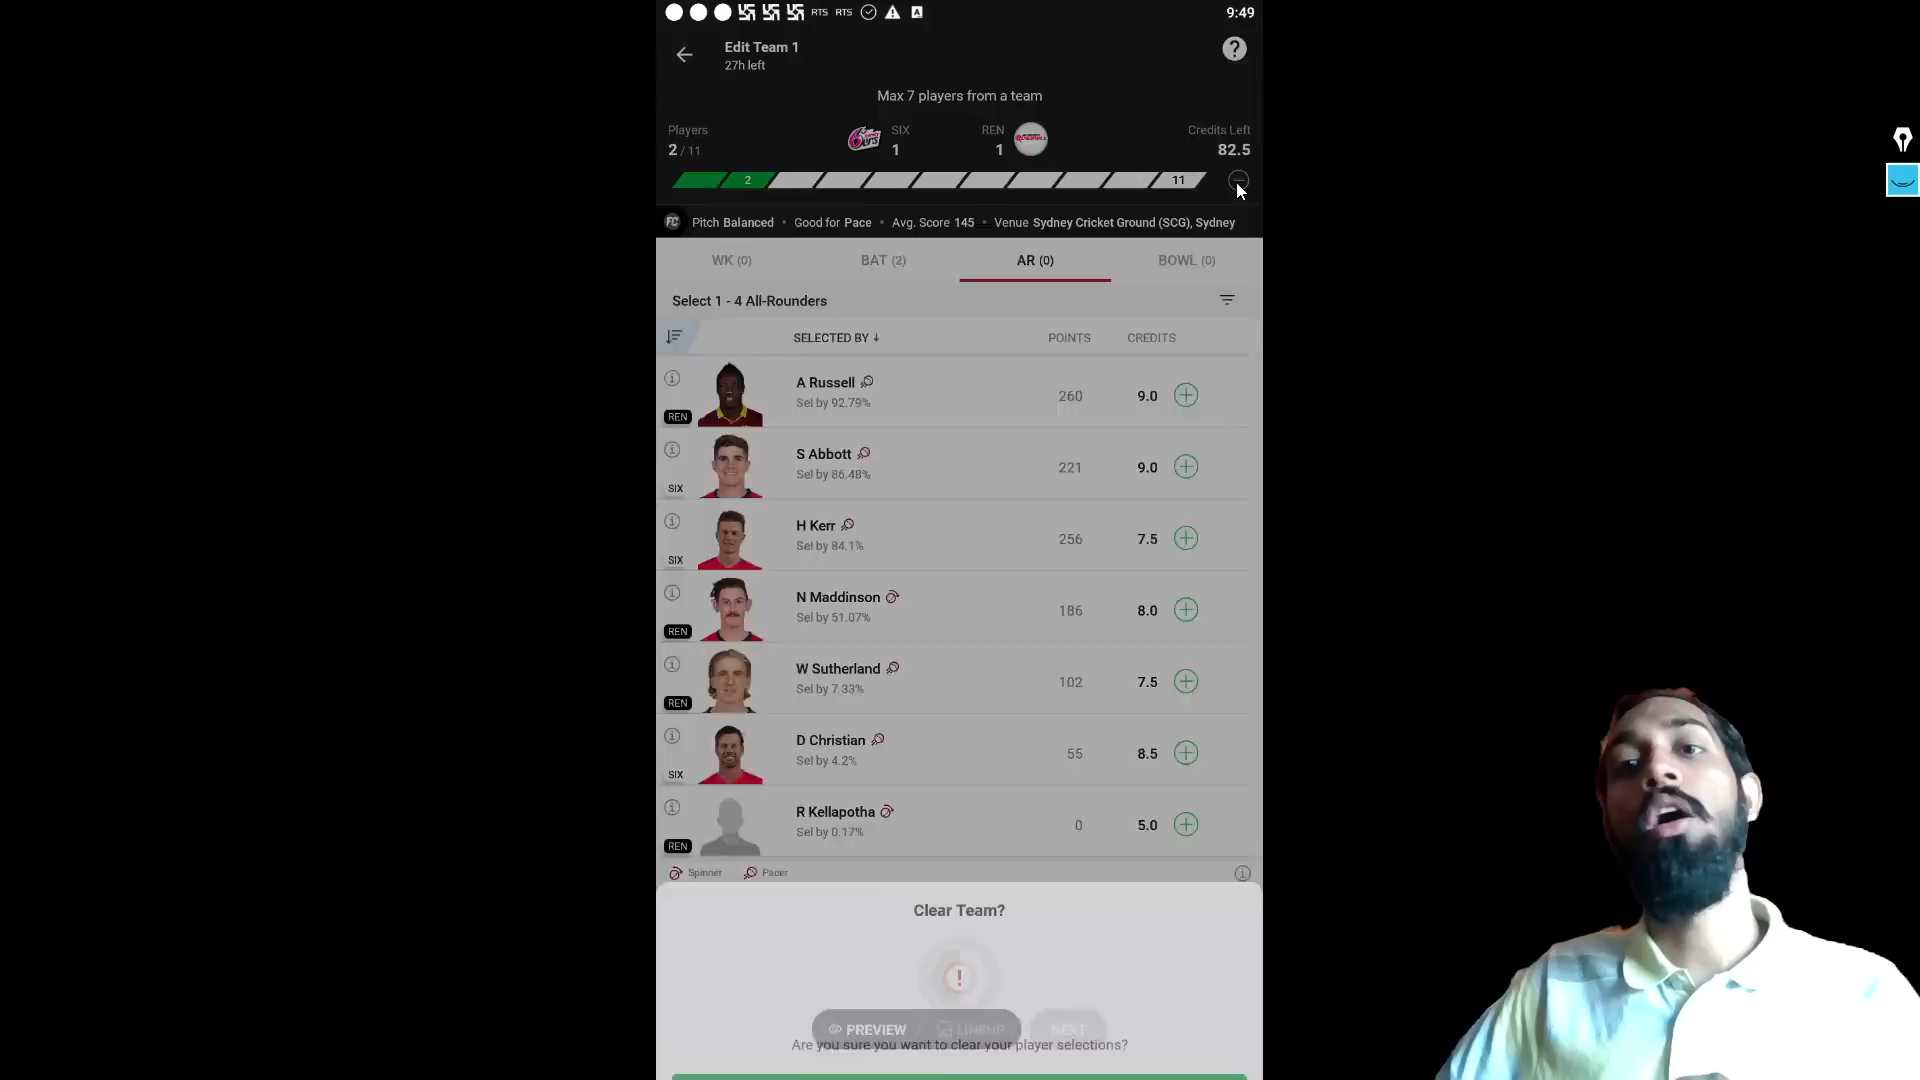 RTS RTS A 9:49
Edit Team 1
27h left
Max 7 players from a team
Players SIX REN Credits Left
2 / 11 1 1 82.5
2 11
FC Pitch Balanced • Good for Pace • Avg. Score 145 • Venue Sydney Cricket Ground (SCG), Sydney
WK (0) BAT (2) AR (0) BOWL (0)
Select 1 - 4 All-Rounders
SELECTED BY ↓ POINTS CREDITS
A Russell
Sel by 92.79% 260 9.0
REN
S Abbott
Sel by 86.48% 221 9.0
SIX
H Kerr
Sel by 84.1% 256 7.5
SIX
N Maddinson
Sel by 51.07% 186 8.0
REN
W Sutherland
Sel by 7.33% 102 7.5
REN
D Christian
Sel by 4.2% 55 8.5
SIX
R Kellapotha
Sel by 0.17% 0 5.0
REN
Spinner Pacer
Clear Team?
PREVIEW LINEUP NEXT
Are you sure you want to clear your player selections?